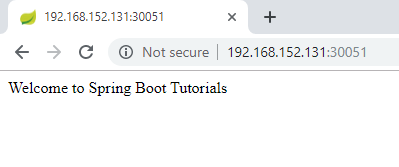 192.168.152.131:30051
Not secure | 192.168.152.131:30051
Welcome to Spring Boot Tutorials